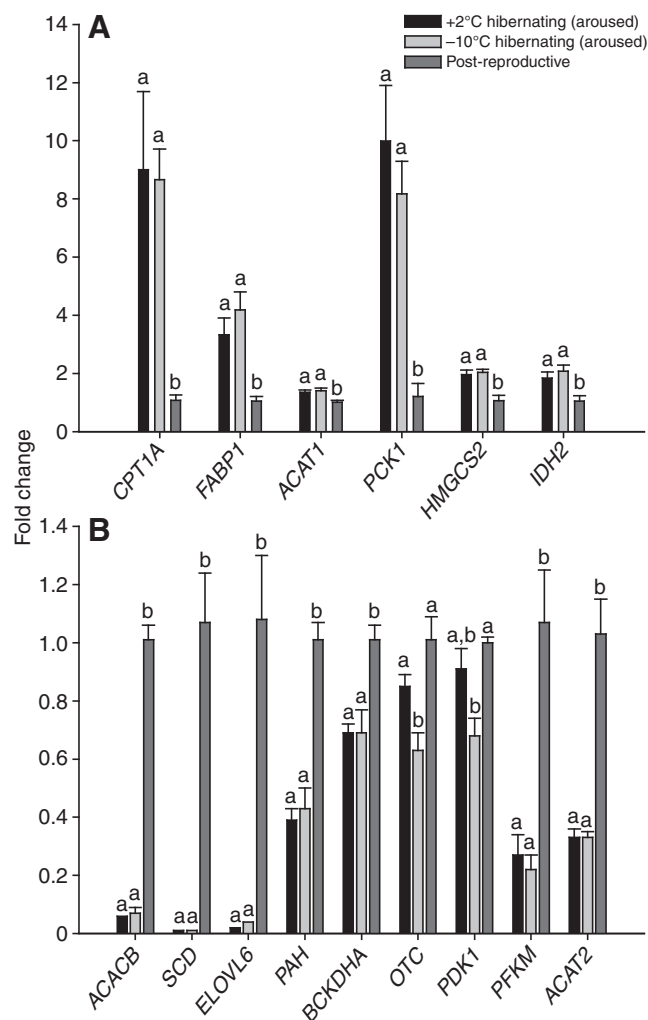 A
+2°C hibernating (aroused)
–10°C hibernating (aroused)
Post-reproductive
14
12
10
8
6
4
2
0
a
a
b
a
a
b
a
a
b
a
a
b
a
a
b
a
a
b
CPT1A
FABP1
ACAT1
PCK1
HMGCS2
IDH2
Fold change
B
1.4
1.2
1.0
0.8
0.6
0.4
0.2
0
a
a
b
a
a
b
a
a
b
a
a
b
a
a
b
a
b
a
a,b
b
a
a
a
b
a
a
b
ACACB
SCD
ELOVL6
PAH
BCKDHA
OTC
PDK1
PFKM
ACAT2